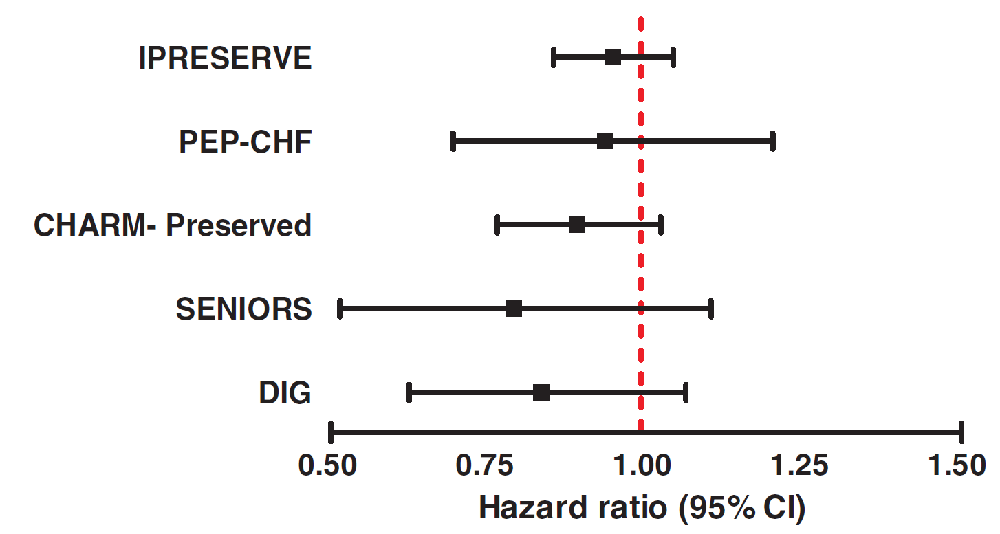 IPRESERVE
PEP-CHF
CHARM- Preserved
SENIORS
DIG
0.50 0.75 1.00 1.25 1.50
Hazard ratio (95% CI)